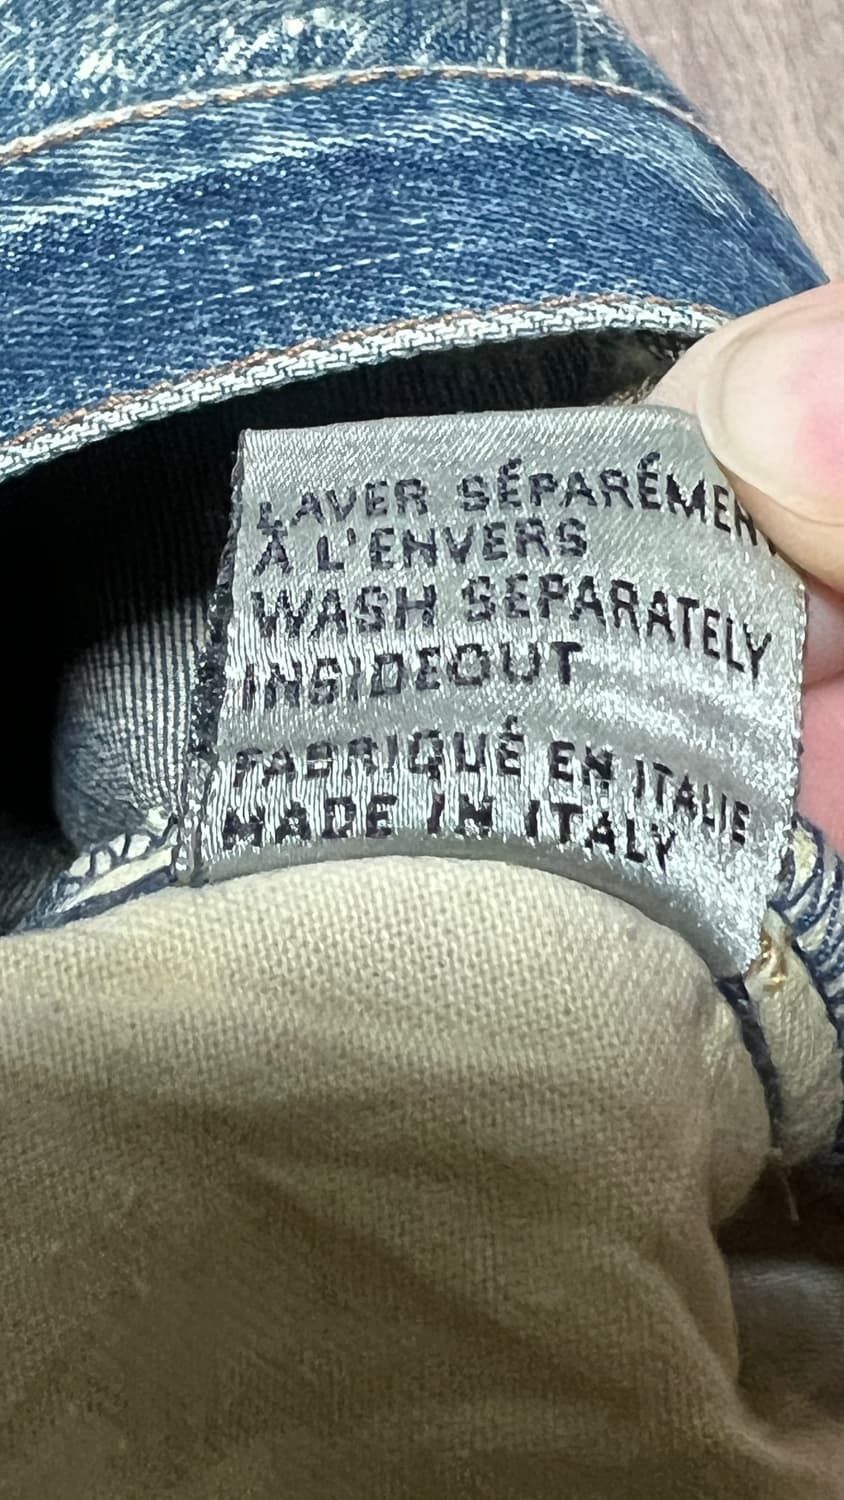 LAVER SÉPARÉMENT
À L'ENVERS
WASH SEPARATELY
INSIDEOUT
FABRIQUÉ EN ITALIE
MADE IN ITALY